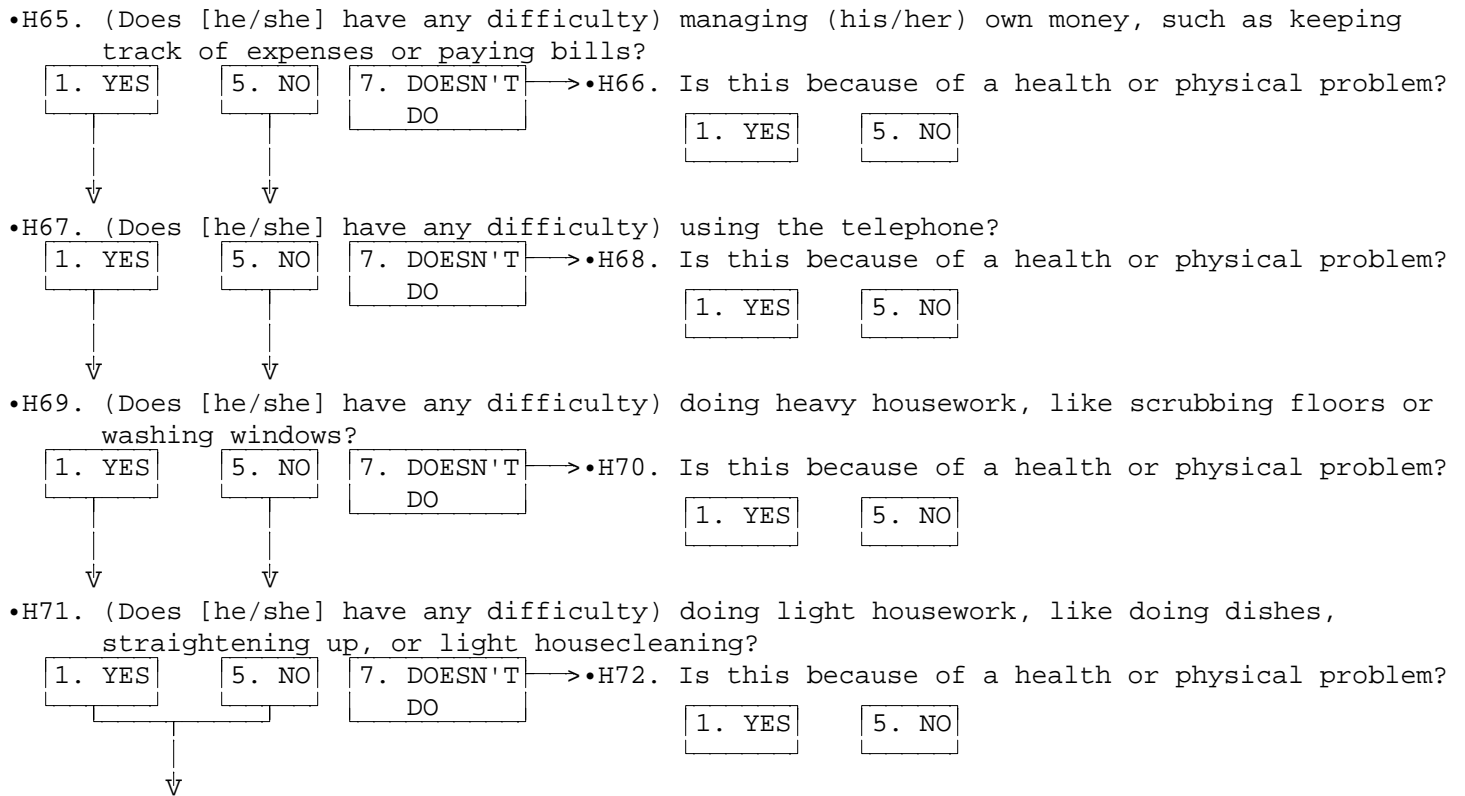 •H65. (Does [he/she] have any difficulty) managing (his/her) own money, such as keeping
track of expenses or paying bills?
1. YES 5. NO 7. DOESN'T •H66. Is this because of a health or physical problem?
DO
1. YES 5. NO
•H67. (Does [he/she] have any difficulty) using the telephone?
1. YES 5. NO 7. DOESN'T •H68. Is this because of a health or physical problem?
DO
1. YES 5. NO
•H69. (Does [he/she] have any difficulty) doing heavy housework, like scrubbing floors or
washing windows?
1. YES 5. NO 7. DOESN'T •H70. Is this because of a health or physical problem?
DO
1. YES 5. NO
•H71. (Does [he/she] have any difficulty) doing light housework, like doing dishes,
straightening up, or light housecleaning?
1. YES 5. NO 7. DOESN'T •H72. Is this because of a health or physical problem?
DO
1. YES 5. NO